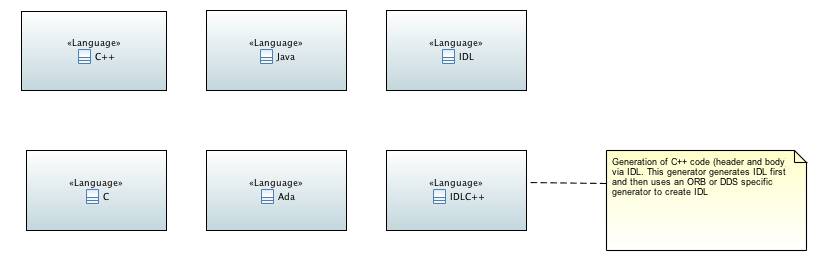 «Language»
C++
«Language»
Java
«Language»
IDL
«Language»
C
«Language»
Ada
«Language»
IDLC++
Generation of C++ code (header and body
via IDL. This generator generates IDL first
and then uses an ORB or DDS specific
generator to create IDL